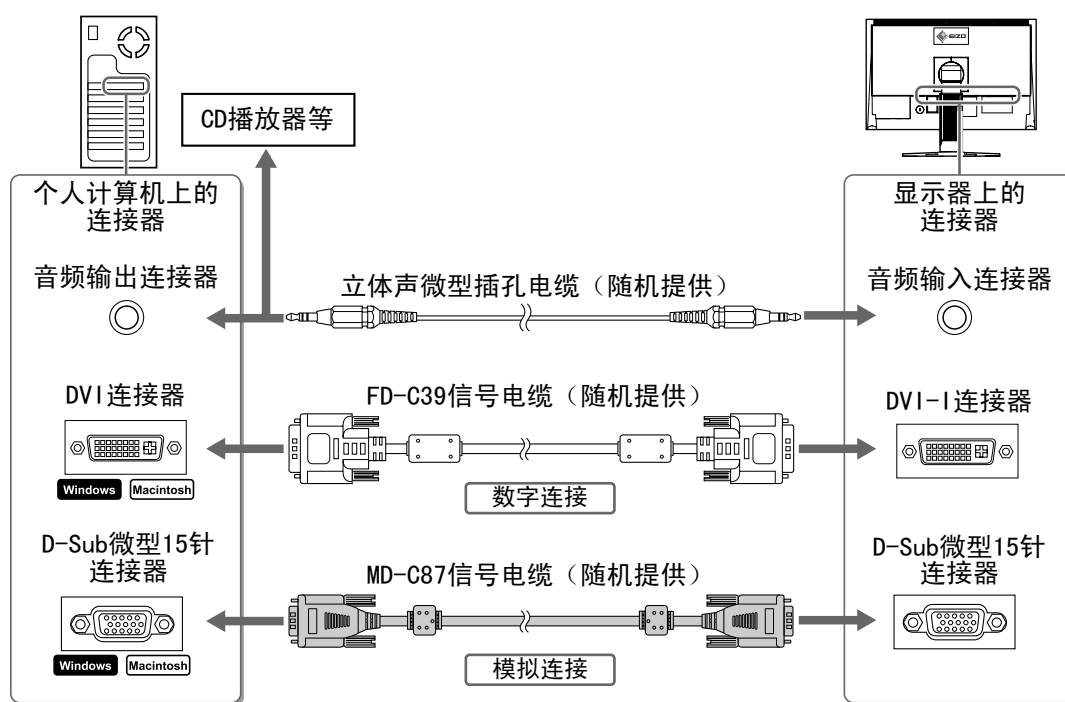 EIZO
CD播放器等
个人计算机上的
连接器
显示器上的
连接器
音频输出连接器
立体声微型插孔电缆（随机提供）
音频输入连接器
DVI连接器
FD-C39信号电缆（随机提供）
DVI-I连接器
Windows
Macintosh
数字连接
D-Sub微型15针
连接器
MD-C87信号电缆（随机提供）
D-Sub微型15针
连接器
Windows
Macintosh
模拟连接